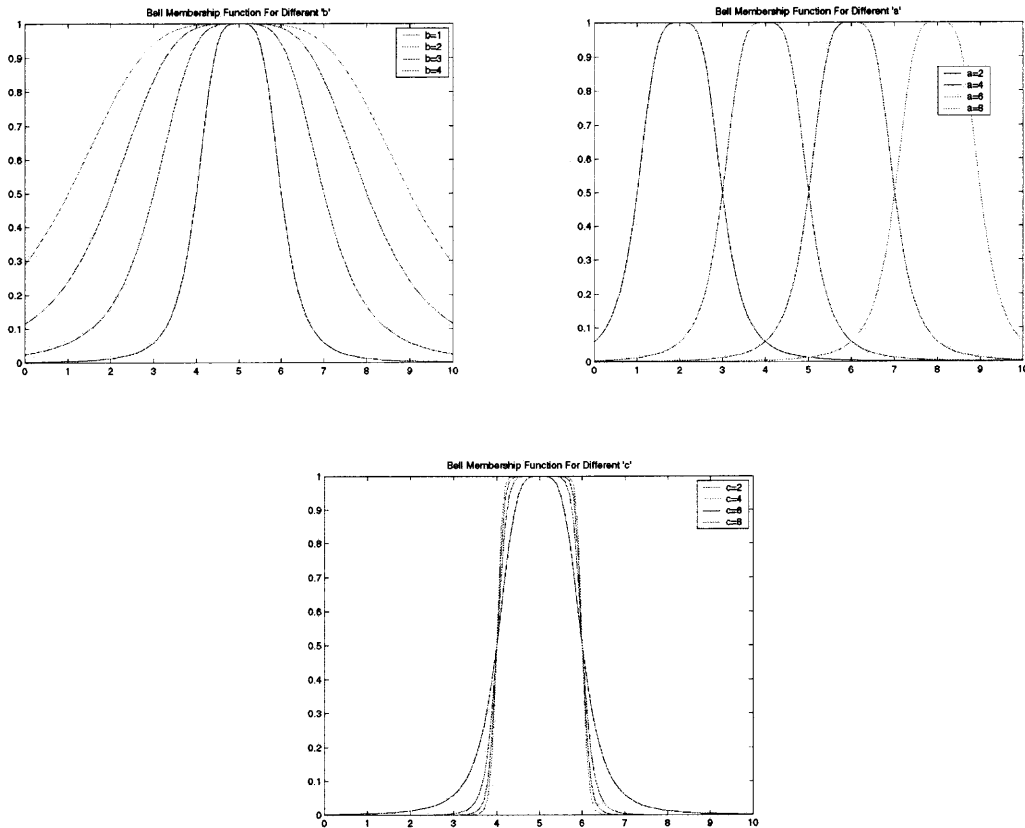 Bell Membership Function For Different 'b'
1
0.9
0.8
0.7
0.6
0.5
0.4
0.3
0.2
0.1
0
0 1 2 3 4 5 6 7 8 9 10
b=1
b=2
b=3
b=4
Bell Membership Function For Different 'a'
1
0.9
0.8
0.7
0.6
0.5
0.4
0.3
0.2
0.1
0
0 1 2 3 4 5 6 7 8 9 10
a=2
a=4
a=6
a=8
Bell Membership Function For Different 'c'
1
0.9
0.8
0.7
0.6
0.5
0.4
0.3
0.2
0.1
0
0 1 2 3 4 5 6 7 8 9 10
c=2
c=4
c=6
c=8